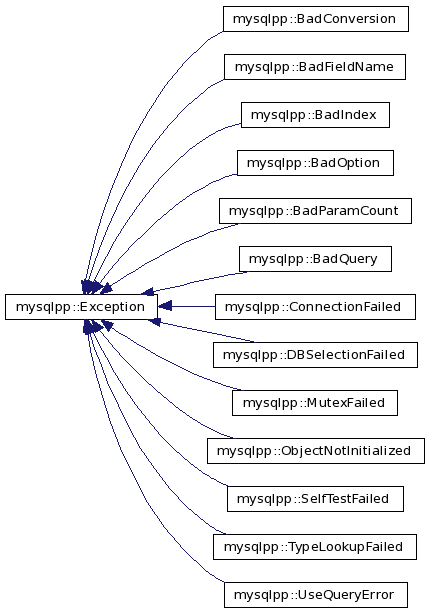 mysqlpp::BadConversion
mysqlpp::BadFieldName
mysqlpp::BadIndex
mysqlpp::BadOption
mysqlpp::BadParamCount
mysqlpp::BadQuery
mysqlpp::Exception
mysqlpp::ConnectionFailed
mysqlpp::DBSelectionFailed
mysqlpp::MutexFailed
mysqlpp::ObjectNotInitialized
mysqlpp::SelfTestFailed
mysqlpp::TypeLookupFailed
mysqlpp::UseQueryError